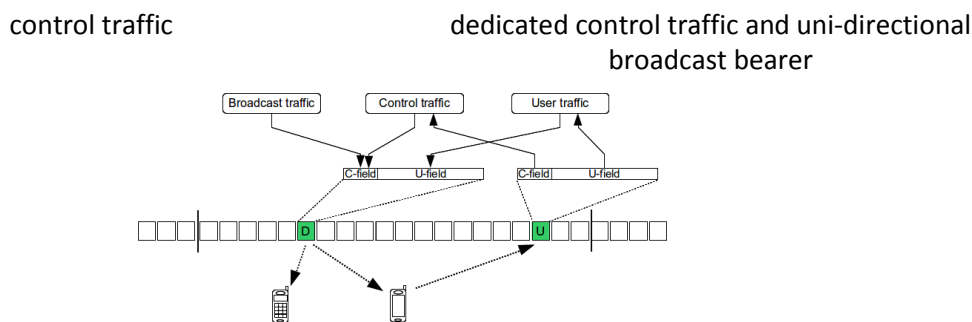 control traffic
dedicated control traffic and uni-directional
broadcast bearer
Broadcast traffic
Control traffic
User traffic
C-field
U-field
C-field
U-field
D
U